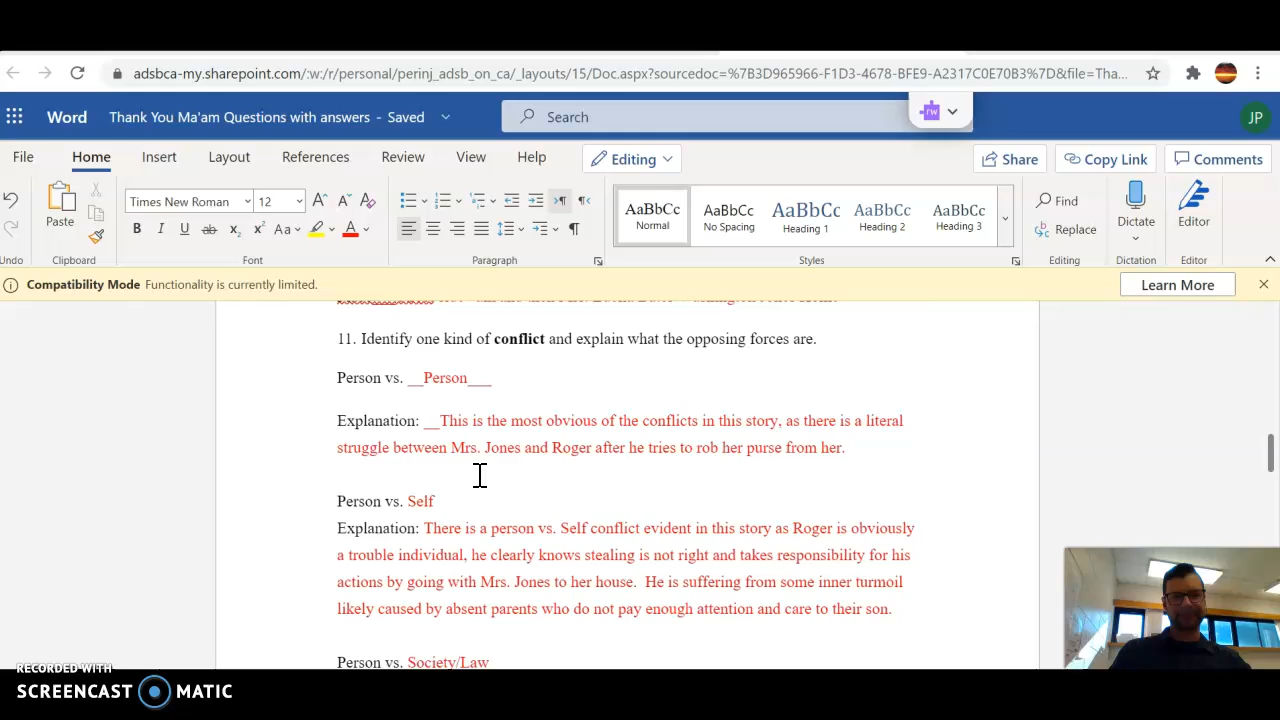 adsbca-my.sharepoint.com/:w:/r/personal/perinj_adsb_on_ca/_layouts/15/Doc.aspx?sourcedoc=%7B3D965966-F1D3-4678-BFE9-A2317C0E70B3%7D&file=Tha...
Word Thank You Ma'am Questions with answers - Saved Search rw JP
File Home Insert Layout References Review View Help Editing Share Copy Link Comments
Times New Roman 12
Paste
AaBbCc AaBbCc AaBbCc AaBbCc AaBbCc
Normal No Spacing Heading 1 Heading 2 Heading 3
Find
Replace
Dictate
Editor
B I U ab x2 x2 Aa A
Undo Clipboard Font Paragraph Styles Editing Dictation Editor
Compatibility Mode Functionality is currently limited. Learn More
11. Identify one kind of conflict and explain what the opposing forces are.
Person vs. __Person___
Explanation: __This is the most obvious of the conflicts in this story, as there is a literal
struggle between Mrs. Jones and Roger after he tries to rob her purse from her.
Person vs. Self
Explanation: There is a person vs. Self conflict evident in this story as Roger is obviously
a trouble individual, he clearly knows stealing is not right and takes responsibility for his
actions by going with Mrs. Jones to her house. He is suffering from some inner turmoil
likely caused by absent parents who do not pay enough attention and care to their son.
Person vs. Society/Law
RECORDED WITH
SCREENCAST MATIC